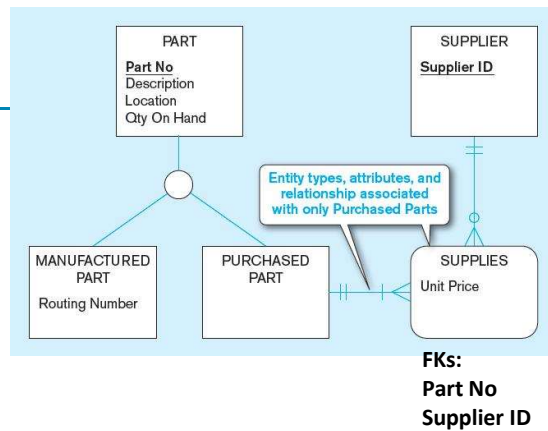 PART
Part No
Description
Location
Qty On Hand
SUPPLIER
Supplier ID
Entity types, attributes, and
relationship associated
with only Purchased Parts
MANUFACTURED
PART
Routing Number
PURCHASED
PART
SUPPLIES
Unit Price
FKs:
Part No
Supplier ID